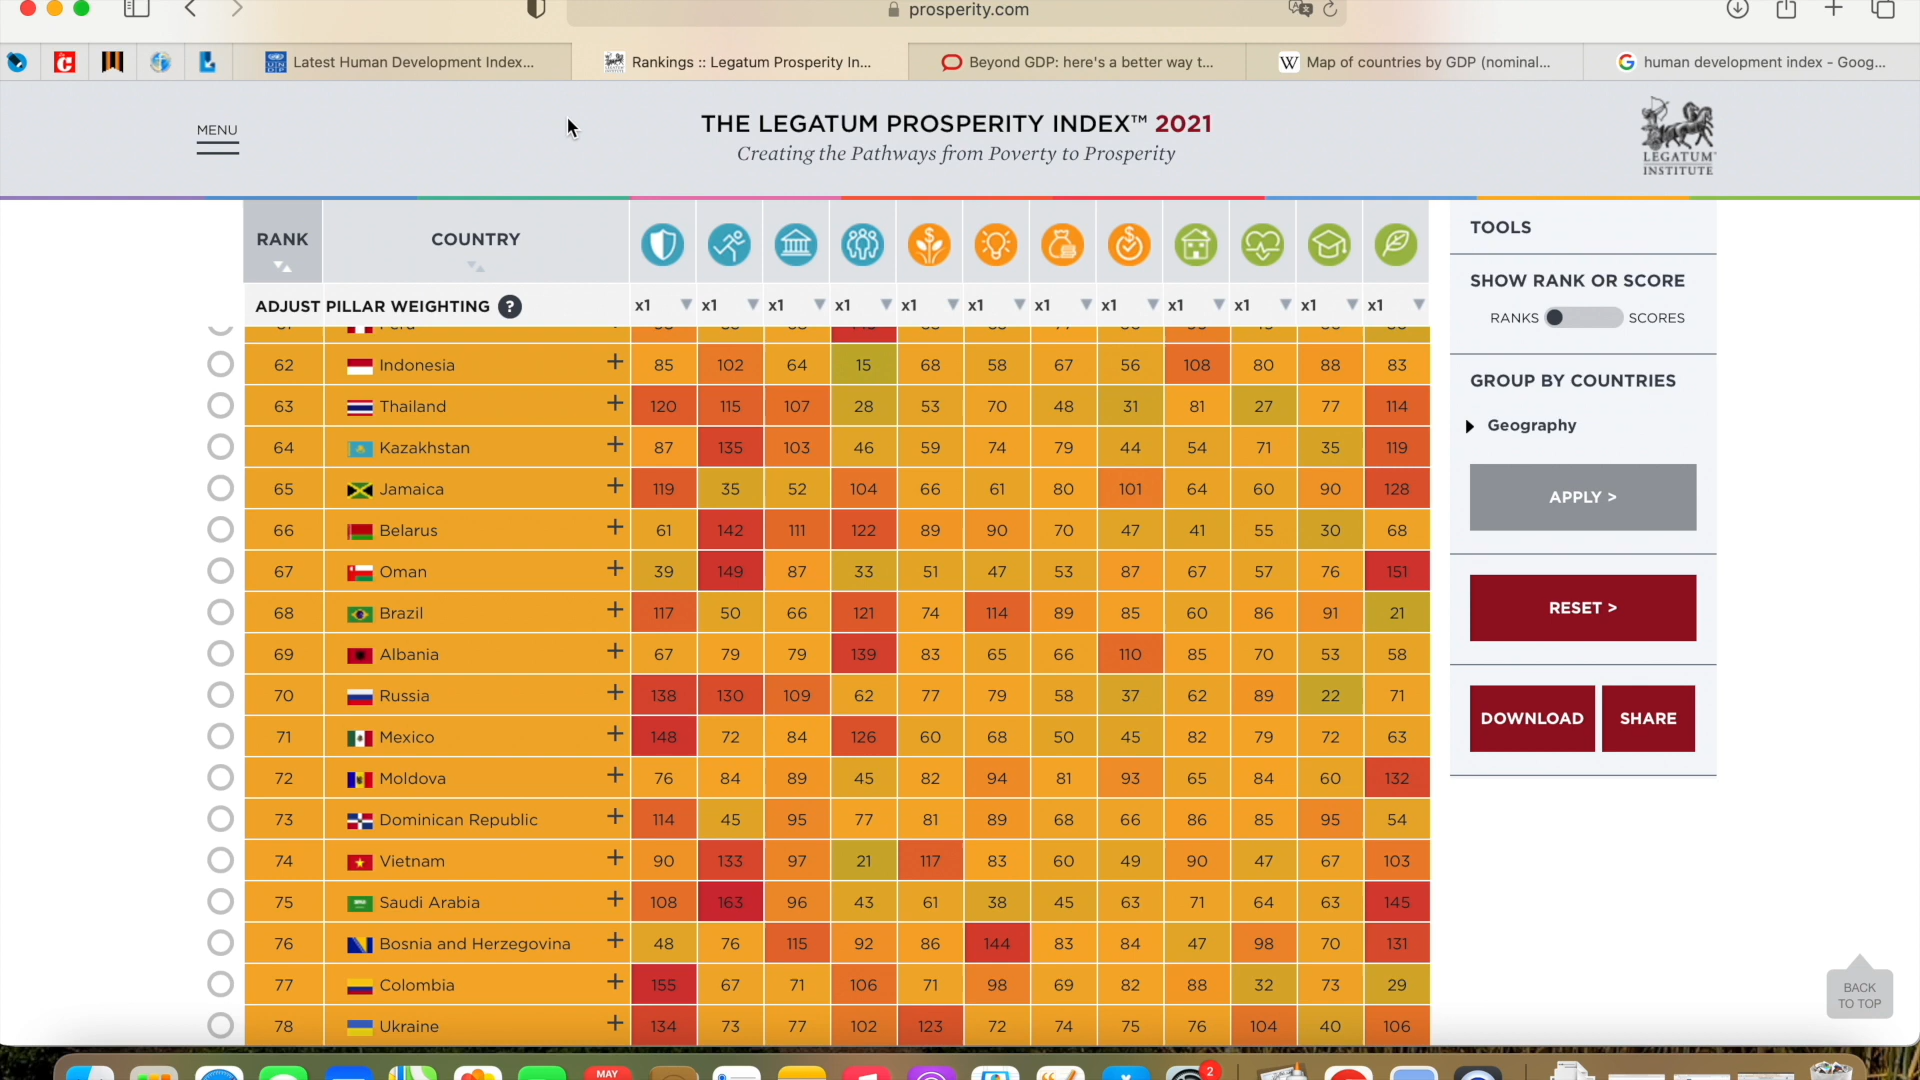 prosperity.com
Latest Human Development Index...
Rankings :: Legatum Prosperity In...
Beyond GDP: here's a better way t...
Map of countries by GDP (nominal...
human development index - Goog...
MENU
THE LEGATUM PROSPERITY INDEX™ 2021
Creating the Pathways from Poverty to Prosperity
LEGATUM
INSTITUTE
RANK COUNTRY
ADJUST PILLAR WEIGHTING ? x1 x1 x1 x1 x1 x1 x1 x1 x1 x1 x1 x1
62 Indonesia + 85 102 64 15 68 58 67 56 108 80 88 83
63 Thailand + 120 115 107 28 53 70 48 31 81 27 77 114
64 Kazakhstan + 87 135 103 46 59 74 79 44 54 71 35 119
65 Jamaica + 119 35 52 104 66 61 80 101 64 60 90 128
66 Belarus + 61 142 111 122 89 90 70 47 41 55 30 68
67 Oman + 39 149 87 33 51 47 53 87 67 57 76 151
68 Brazil + 117 50 66 121 74 114 89 85 60 86 91 21
69 Albania + 67 79 79 139 83 65 66 110 85 70 53 58
70 Russia + 138 130 109 62 77 79 58 37 62 89 22 71
71 Mexico + 148 72 84 126 60 68 50 45 82 79 72 63
72 Moldova + 76 84 89 45 82 94 81 93 65 84 60 132
73 Dominican Republic + 114 45 95 77 81 89 68 66 86 85 95 54
74 Vietnam + 90 133 97 21 117 83 60 49 90 47 67 103
75 Saudi Arabia + 108 163 96 43 61 38 45 63 71 64 63 145
76 Bosnia and Herzegovina + 48 76 115 92 86 144 83 84 47 98 70 131
77 Colombia + 155 67 71 106 71 98 69 82 88 32 73 29
78 Ukraine + 134 73 77 102 123 72 74 75 76 104 40 106
TOOLS
SHOW RANK OR SCORE
RANKS SCORES
GROUP BY COUNTRIES
Geography
APPLY >
RESET >
DOWNLOAD SHARE
BACK
TO TOP
MAY
2